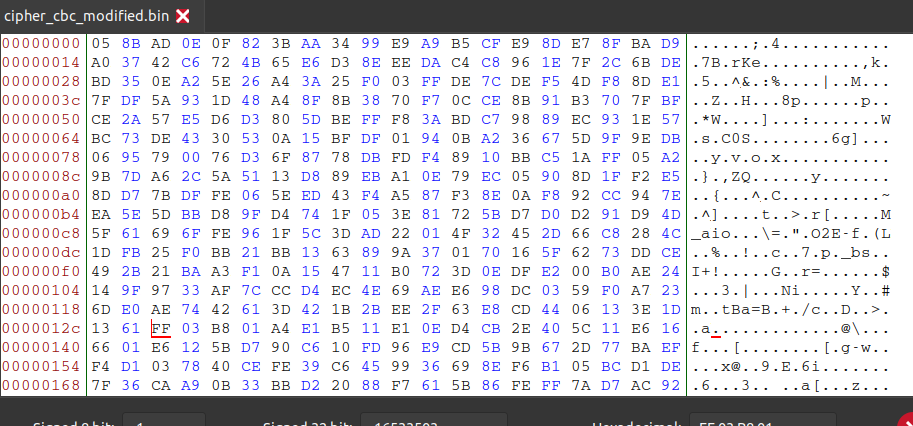 cipher_cbc_modified.bin
00000000 05 8B AD 0E 0F 82 3B AA 34 99 E9 A9 B5 CF E9 8D E7 8F BA D9 ......;.4...........
00000014 A0 37 42 C6 72 4B 65 E6 D3 8E EE DA C4 C8 96 1E 7F 2C 6B DE .7B.rKe..........,k.
00000028 BD 35 0E A2 5E 26 A4 3A 25 F0 03 FF DE 7C DE F5 4D F8 8D E1 .5..^&.:%....|..M...
0000003c 7F DF 5A 93 1D 48 A4 8F 8B 38 70 F7 0C CE 8B 91 B3 70 7F BF ..Z..H...8p......p..
00000050 CE 2A 57 E5 D6 D3 80 5D BE FF F8 3A BD C7 98 89 EC 93 1E 57 .*W....]...:.......W
00000064 BC 73 DE 43 30 53 0A 15 BF DF 01 94 0B A2 36 67 5D 9F 9E DB .s.C0S........6g]...
00000078 06 95 79 00 76 D3 6F 87 78 DB FD F4 89 10 BB C5 1A FF 05 A2 ..y.v.o.x...........
0000008c 9B 7D A6 2C 5A 51 13 D8 89 EB A1 0E 79 EC 05 90 8D 1F F2 E5 .}.,ZQ......y.......
000000a0 8D D7 7B DF FE 06 5E ED 43 F4 A5 87 F3 8E 0A F8 92 CC 94 7E ..{...^.C..........~
000000b4 EA 5E 5D BB D8 9F D4 74 1F 05 3E 81 72 5B D7 D0 D2 91 D9 4D .^]....t..>.r[.....M
000000c8 5F 61 69 6F FE 96 1F 5C 3D AD 22 01 4F 32 45 2D 66 C8 28 4C _aio...\=.".O2E-f.(L
000000dc 1D FB 25 F0 BB 21 BB 13 63 89 9A 37 01 70 16 5F 62 73 DD CE ..%..!..c..7.p._bs..
000000f0 49 2B 21 BA A3 F1 0A 15 47 11 B0 72 3D 0E DF E2 00 B0 AE 24 I+!.....G..r=......$
00000104 14 9F 97 33 AF 7C CC D4 EC 4E 69 AE E6 98 DC 03 59 F0 A7 23 ...3.|...Ni.....Y..#
00000118 6D E0 AE 74 42 61 3D 42 1B 2B EE 2F 63 E8 CD 44 06 13 3E 1D m..tBa=B.+./c..D..>.
0000012c 13 61 FF 03 B8 01 A4 E1 B5 11 E1 0E D4 CB 2E 40 5C 11 E6 16 .a.............@\...
00000140 66 01 E6 12 5B D7 90 C6 10 FD 96 E9 CD 5B 9B 67 2D 77 BA EF f...[........[.g-w..
00000154 F4 D1 03 78 40 CE FE 39 C6 45 99 36 69 8E F6 B1 05 BC D1 DE ...x@..9.E.6i.......
00000168 7F 36 CA A9 0B 33 BB D2 20 88 F7 61 5B 86 FE FF 7A D7 AC 92 .6...3.. ..a[...z...